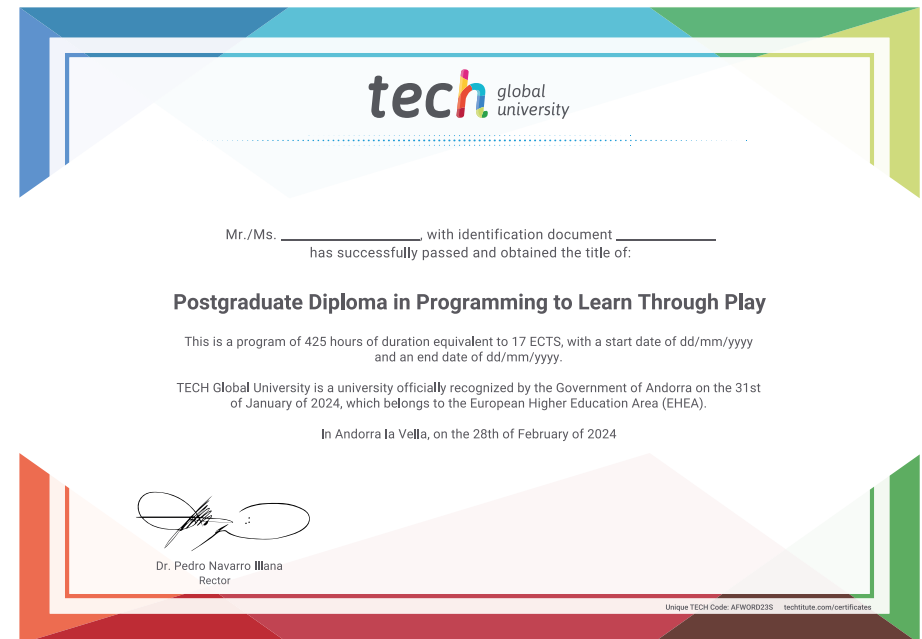 tech global
university
Mr./Ms. ____________________, with identification document ______________
has successfully passed and obtained the title of:
Postgraduate Diploma in Programming to Learn Through Play
This is a program of 425 hours of duration equivalent to 17 ECTS, with a start date of dd/mm/yyyy
and an end date of dd/mm/yyyy.
TECH Global University is a university officially recognized by the Government of Andorra on the 31st
of January of 2024, which belongs to the European Higher Education Area (EHEA).
In Andorra la Vella, on the 28th of February of 2024
Dr. Pedro Navarro Illana
Rector
Unique TECH Code: AFWORD23S techtitute.com/certificates